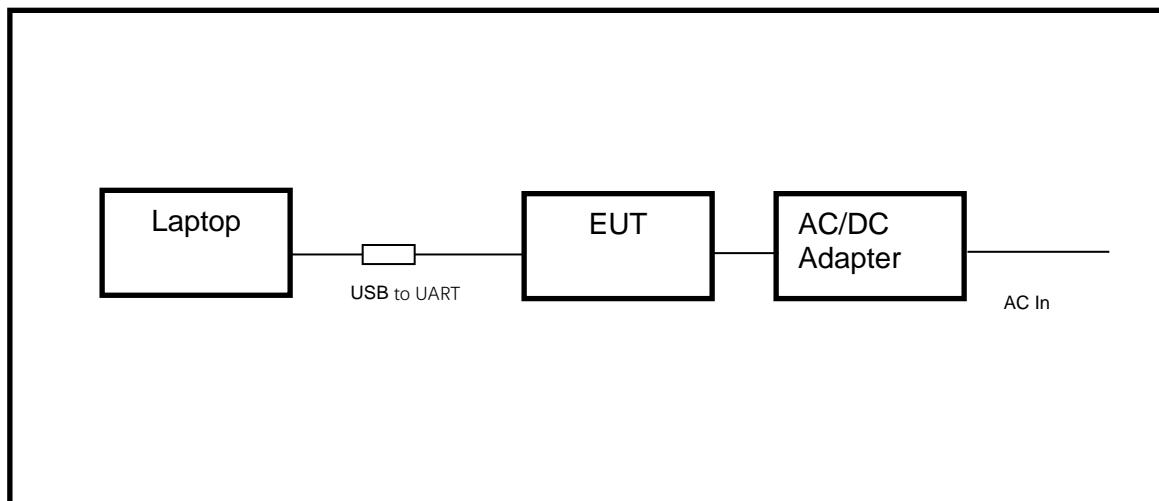 Laptop
USB to UART
EUT
AC/DC
Adapter
AC In